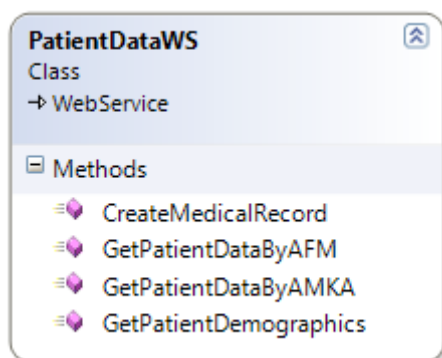 PatientDataWS
Class
WebService
Methods
CreateMedicalRecord
GetPatientDataByAFM
GetPatientDataByAMKA
GetPatientDemographics